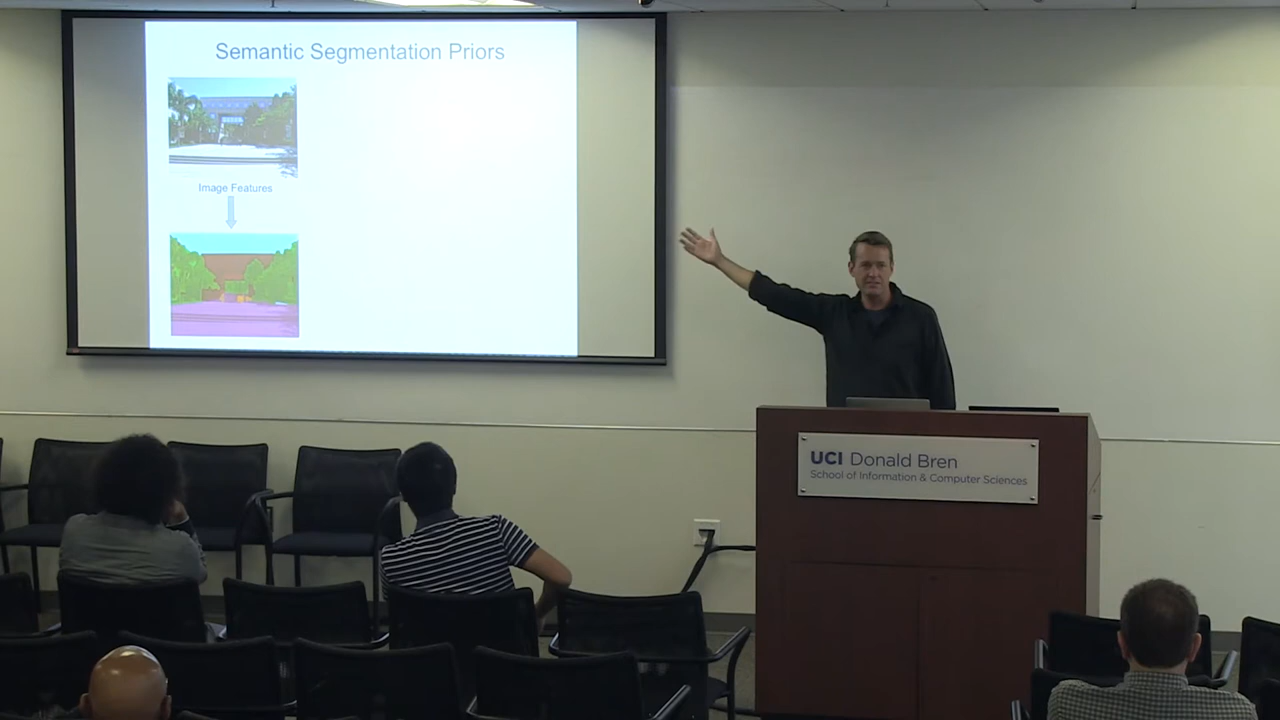 Semantic Segmentation Priors
Image Features
UCI Donald Bren
School of Information & Computer Sciences